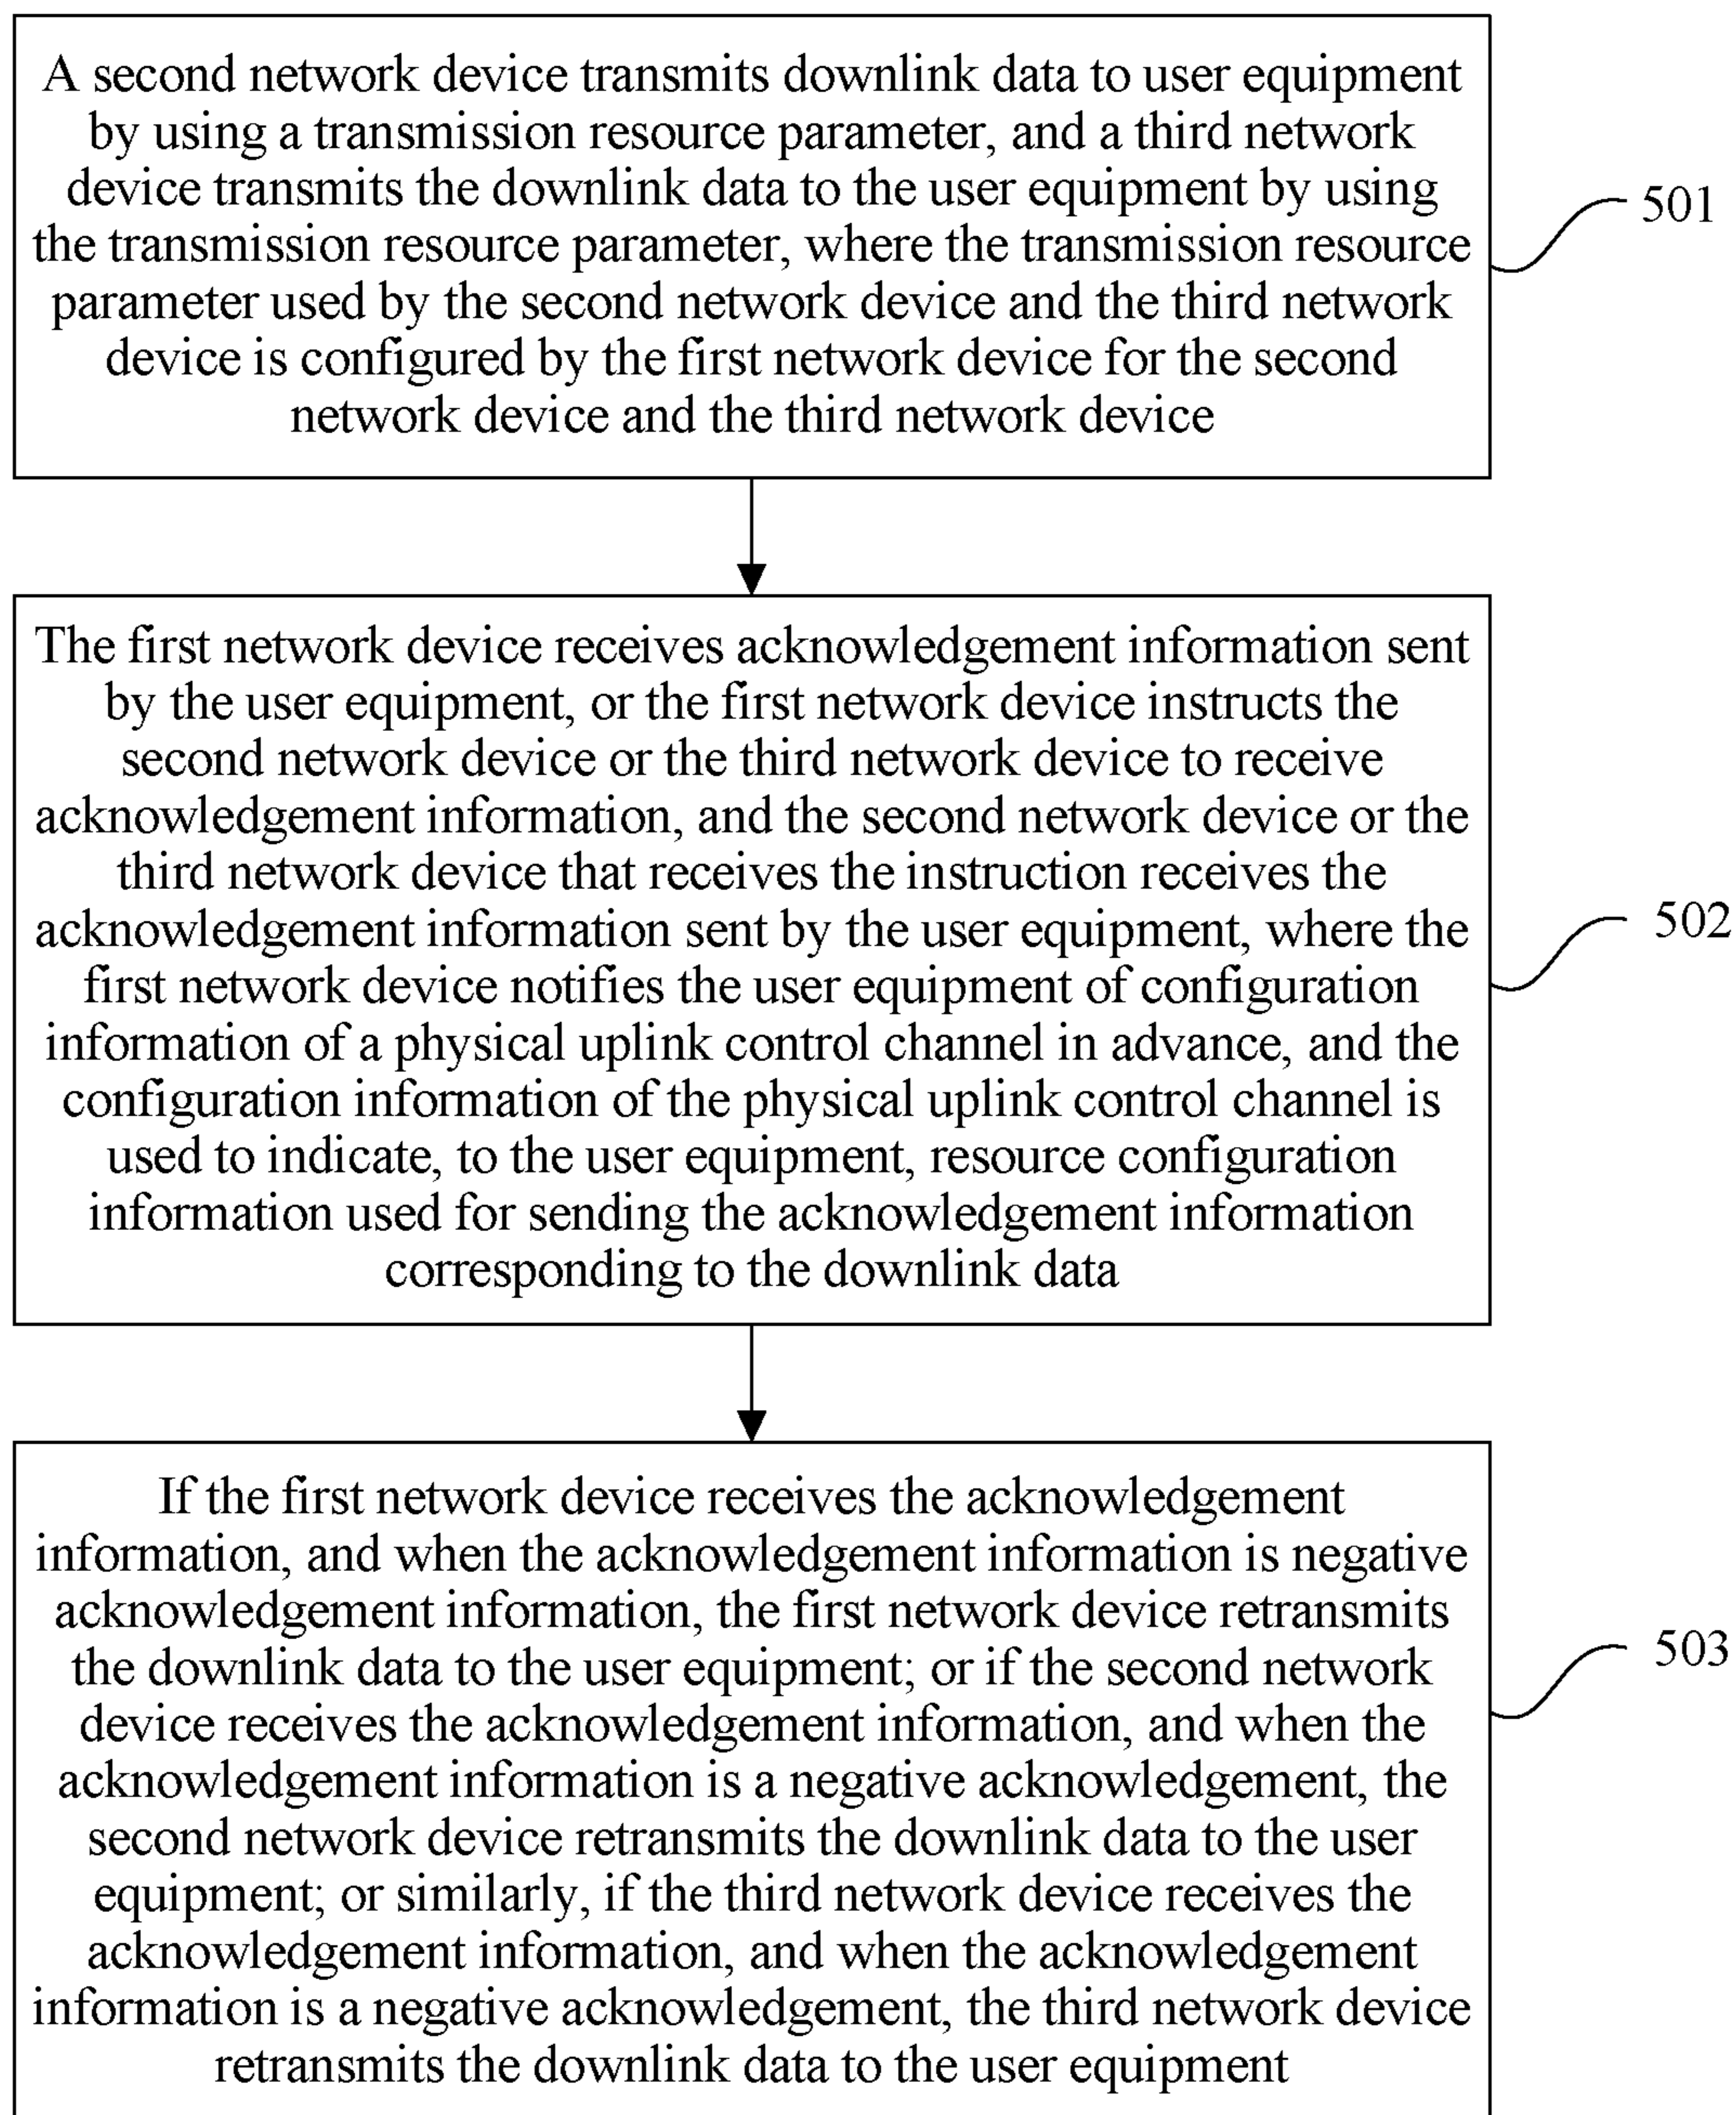 A second network device transmits downlink data to user equipment
by using a transmission resource parameter, and a third network
device transmits the downlink data to the user equipment by using
the transmission resource parameter, where the transmission resource
parameter used by the second network device and the third network
device is configured by the first network device for the second
network device and the third network device
501
The first network device receives acknowledgement information sent
by the user equipment, or the first network device instructs the
second network device or the third network device to receive
acknowledgement information, and the second network device or the
third network device that receives the instruction receives the
acknowledgement information sent by the user equipment, where the
first network device notifies the user equipment of configuration
information of a physical uplink control channel in advance, and the
configuration information of the physical uplink control channel is
used to indicate, to the user equipment, resource configuration
information used for sending the acknowledgement information
corresponding to the downlink data
502
If the first network device receives the acknowledgement
information, and when the acknowledgement information is negative
acknowledgement information, the first network device retransmits
the downlink data to the user equipment; or if the second network
device receives the acknowledgement information, and when the
acknowledgement information is a negative acknowledgement, the
second network device retransmits the downlink data to the user
equipment; or similarly, if the third network device receives the
acknowledgement information, and when the acknowledgement
information is a negative acknowledgement, the third network device
retransmits the downlink data to the user equipment
503